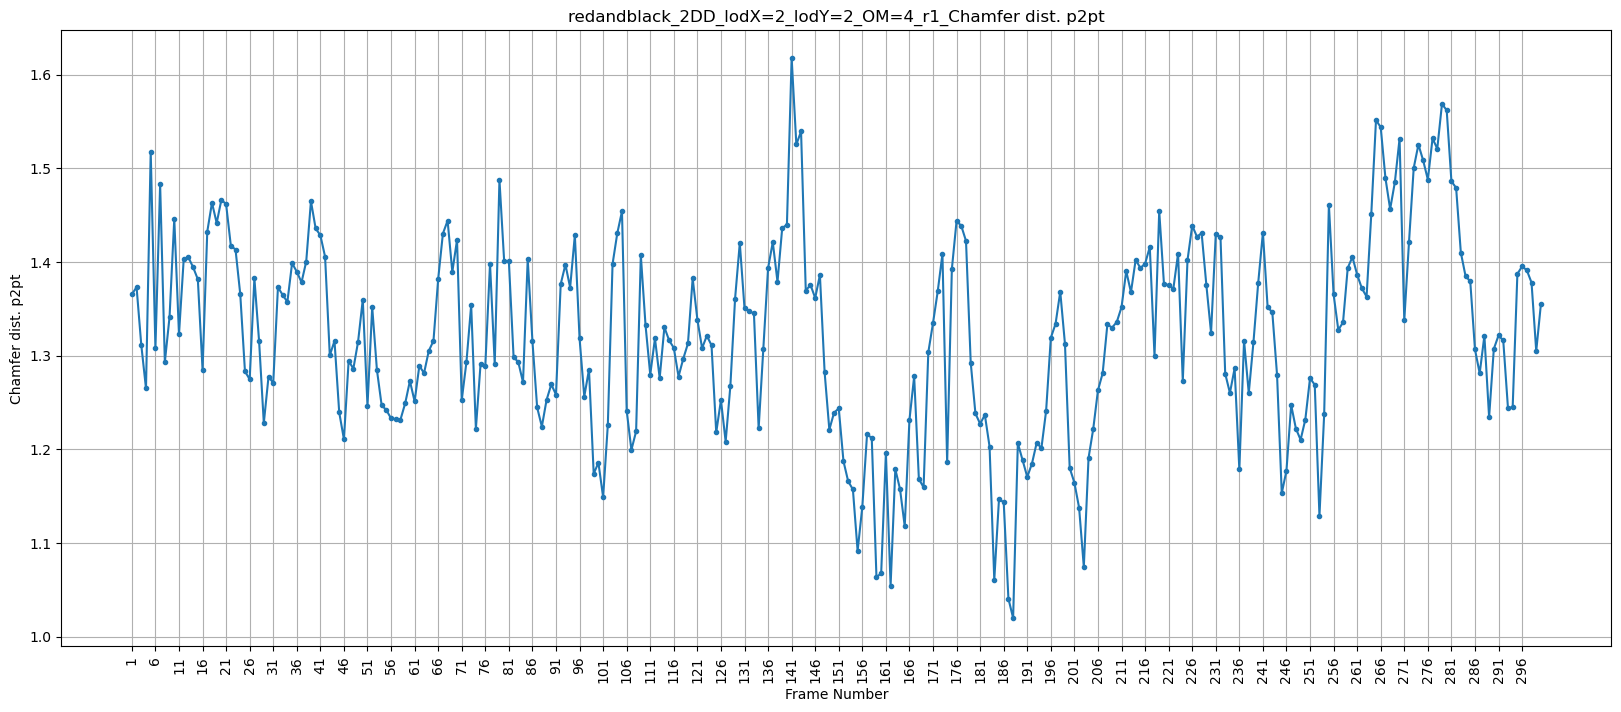 redandblack_2DD_lodX=2_lodY=2_OM=4_r1_Chamfer dist. p2pt
Chamfer dist. p2pt
1.6
1.5
1.4
1.3
1.2
1.1
1.0
1 6 11 16 21 26 31 36 41 46 51 56 61 66 71 76 81 86 91 96 101 106 111 116 121 126 131 136 141 146 151 156 161 166 171 176 181 186 191 196 201 206 211 216 221 226 231 236 241 246 251 256 261 266 271 276 281 286 291 296
Frame Number